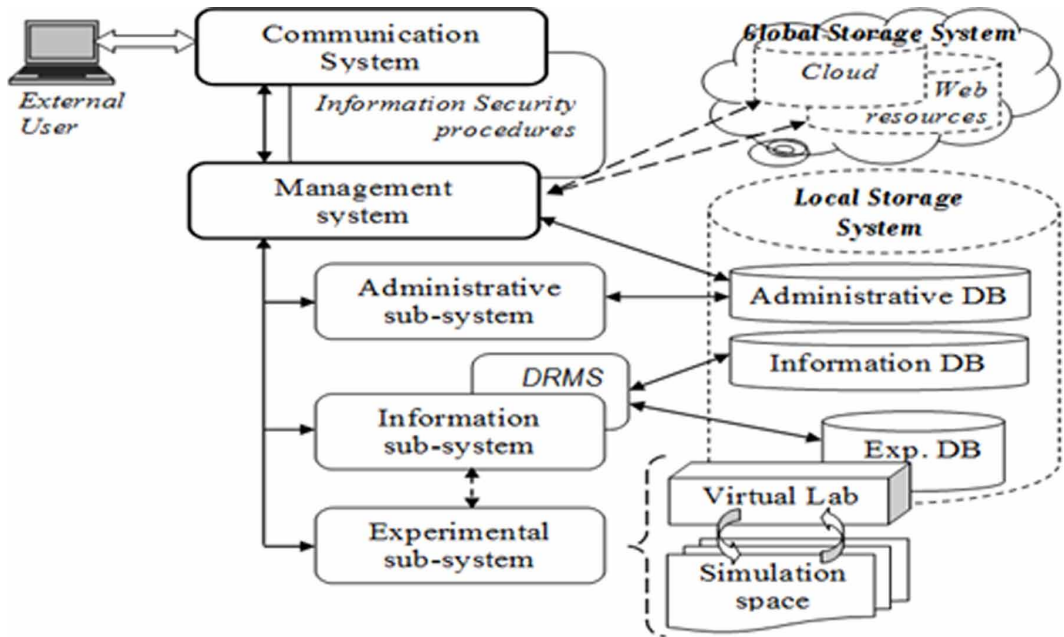 Communication
System
External
User
Information Security
procedures
Global Storage System
Cloud
Web
resources
Management
system
Local Storage
System
Administrative
sub-system
Administrative DB
DRMS
Information DB
Information
sub-system
Exp. DB
Experimental
sub-system
Virtual Lab
Simulation
space